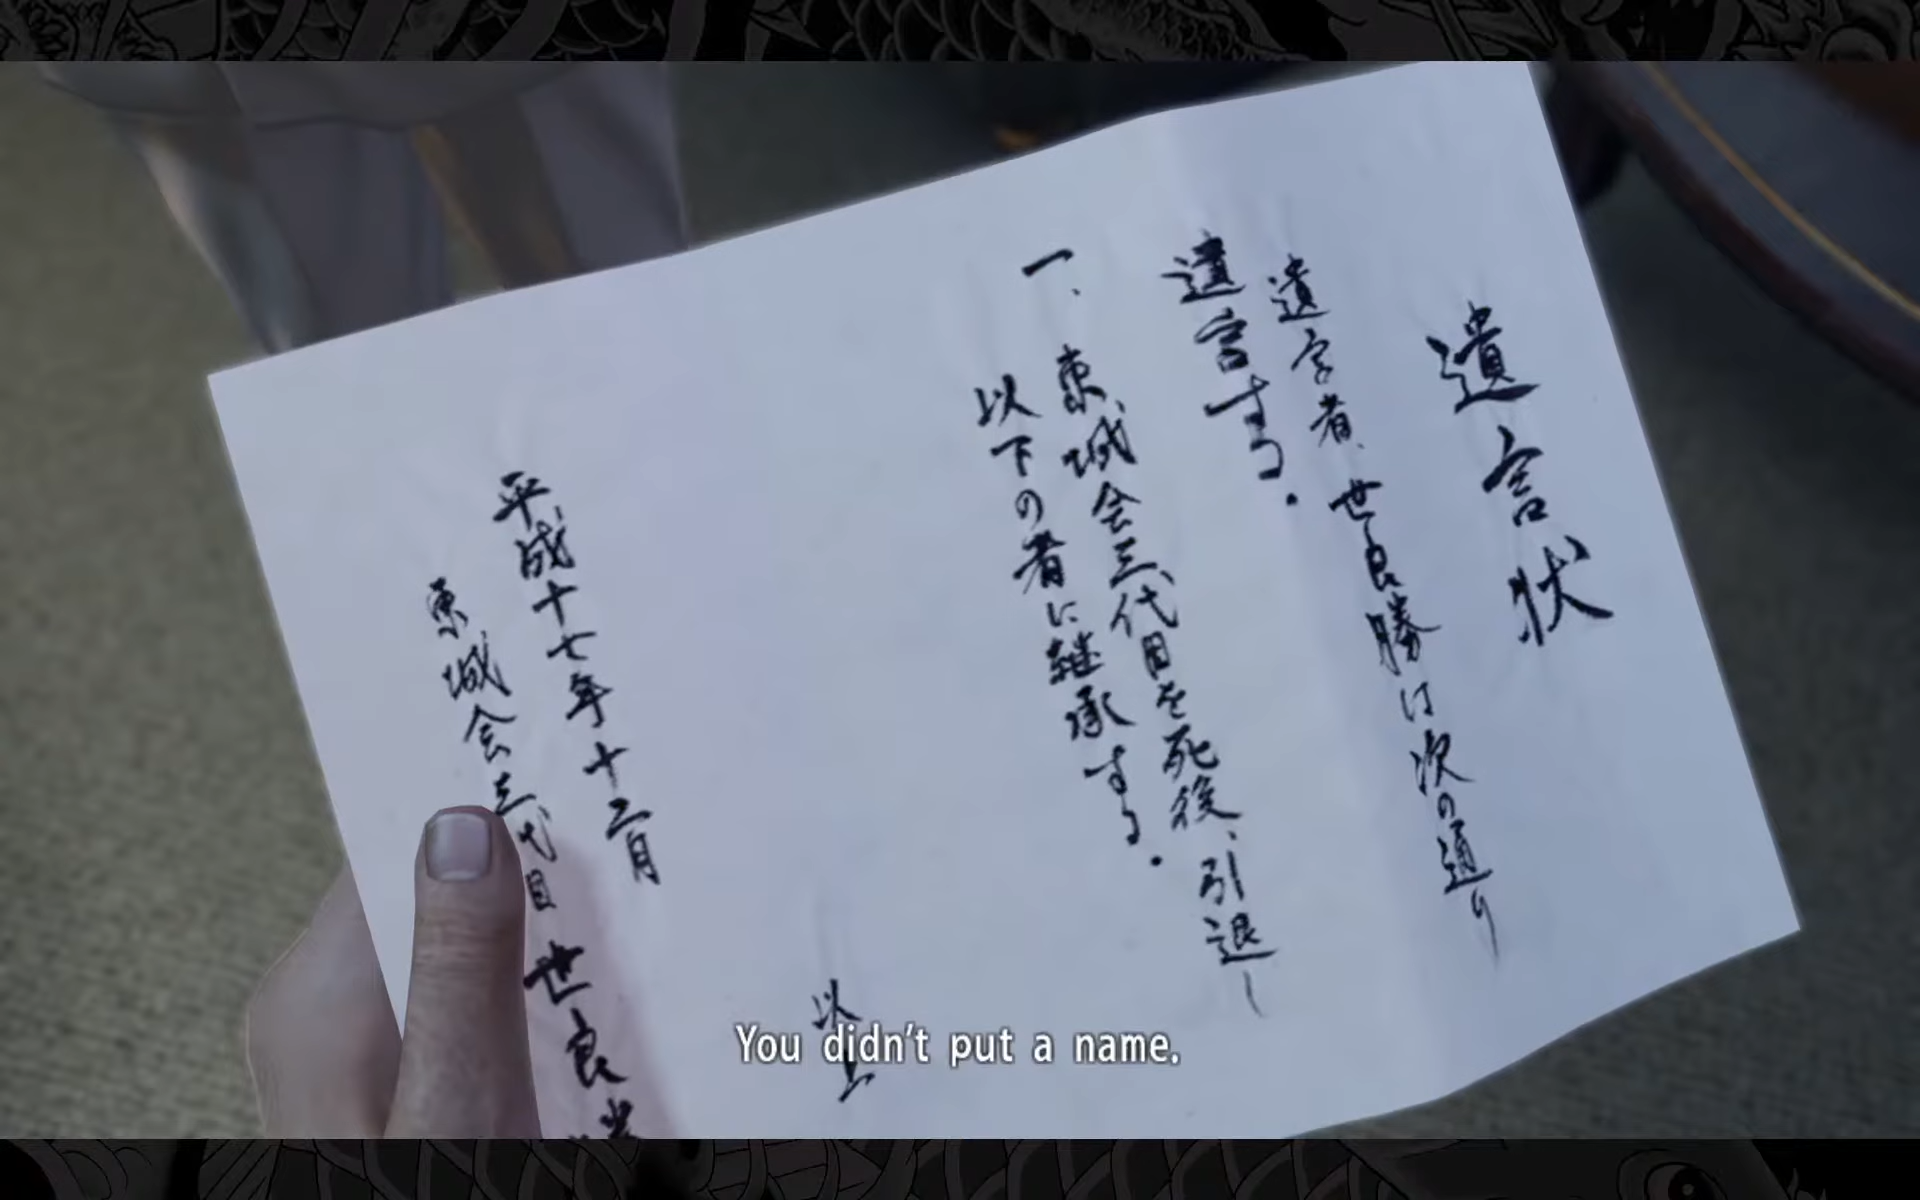 遺言状
遺言者、世良勝は次の通り
遺言する。
一、東城会三代目を死後、引退し
以下の者に継承する。
以上
平成十七年十二月
東城会三代目 世良勝
You didn't put a name.